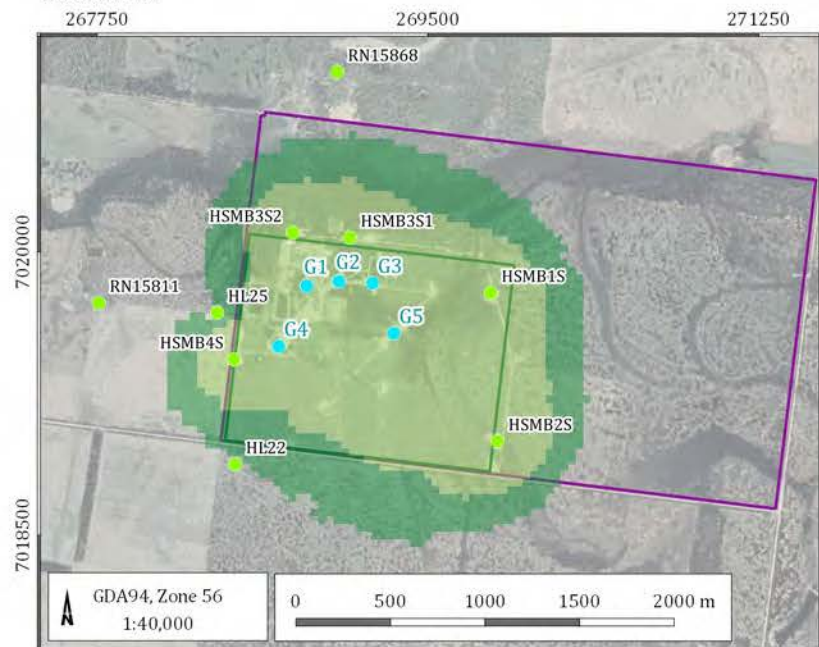 267750 269500 271250
RN15868
HSMB3S2
HSMB3S1
7020000
G1 G2 G3
HSMB1S
RN15811
HL25
G5
HSMB4S
G4
HSMB2S
HL22
7018500
GDA94, Zone 56
1:40,000
0 500 1000 1500 2000 m